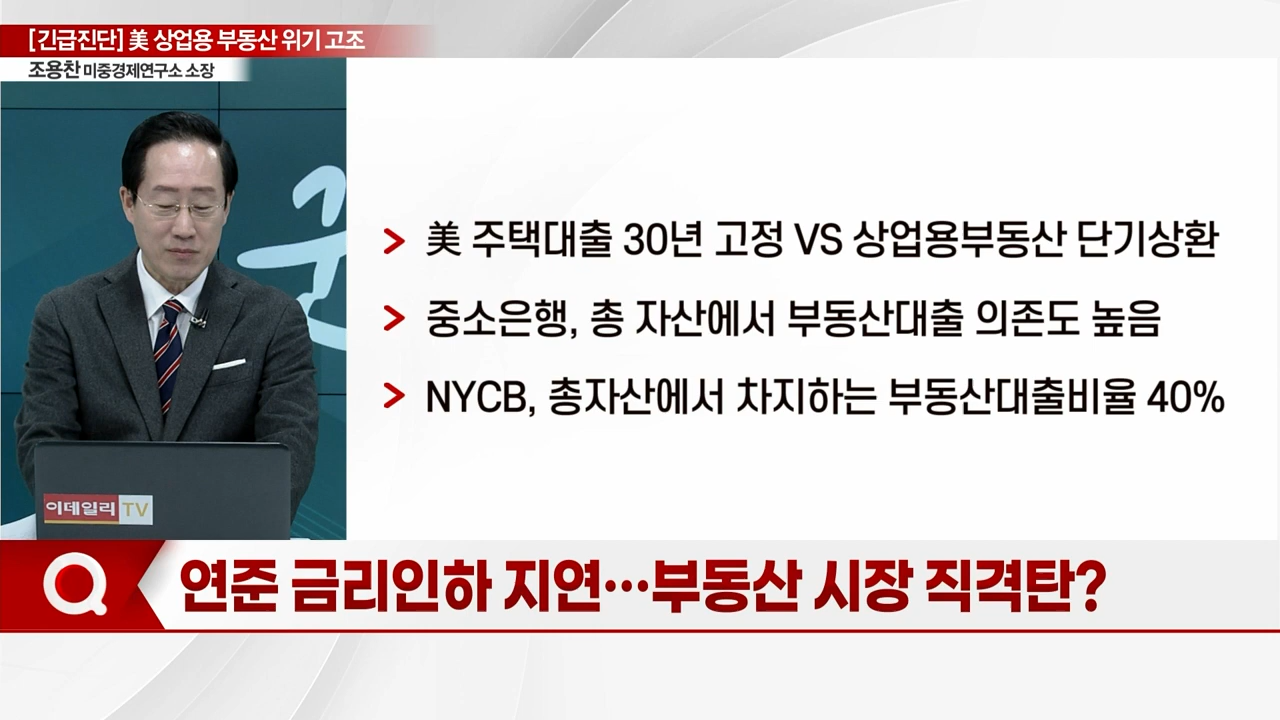 [긴급진단] 美 상업용 부동산 위기 고조
조용찬 미중경제연구소 소장
美 주택대출 30년 고정 VS 상업용부동산 단기상환
중소은행, 총 자산에서 부동산대출 의존도 높음
NYCB, 총자산에서 차지하는 부동산대출비율 40%
이데일리 TV
Q 연준 금리인하 지연…부동산 시장 직격탄?